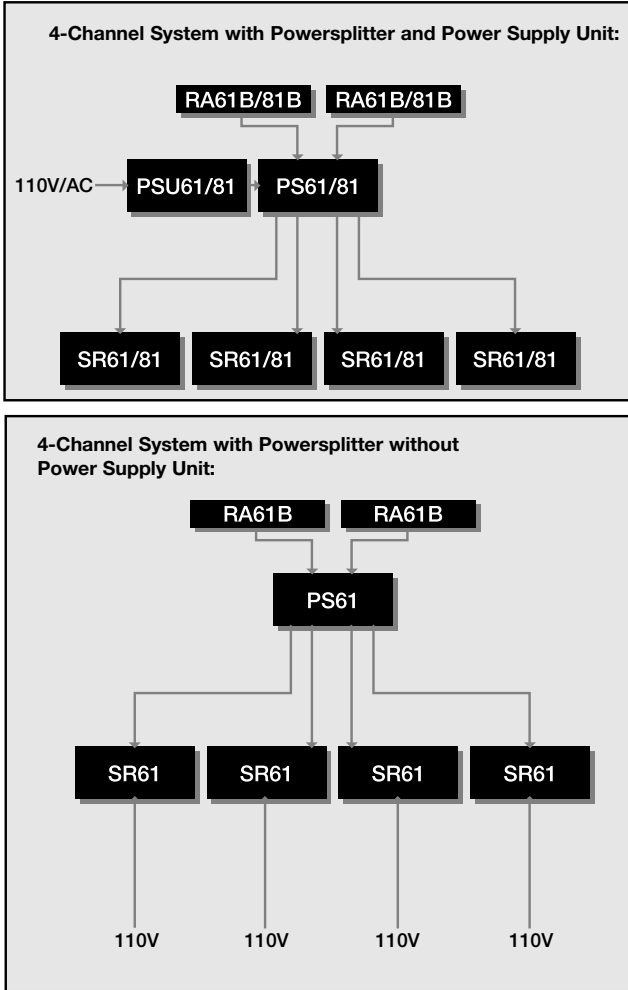 4-Channel System with Powersplitter and Power Supply Unit:
RA61B/81B RA61B/81B
110V/AC PSU61/81 PS61/81
SR61/81 SR61/81 SR61/81 SR61/81
4-Channel System with Powersplitter without
Power Supply Unit:
RA61B RA61B
PS61
SR61 SR61 SR61 SR61
110V 110V 110V 110V